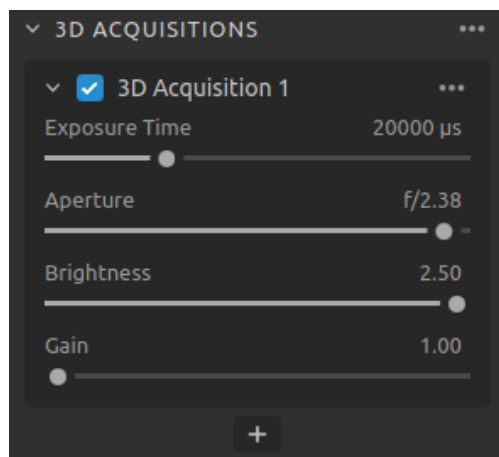 3D ACQUISITIONS
3D Acquisition 1
Exposure Time 20000 µs
Aperture f/2.38
Brightness 2.50
Gain 1.00
+